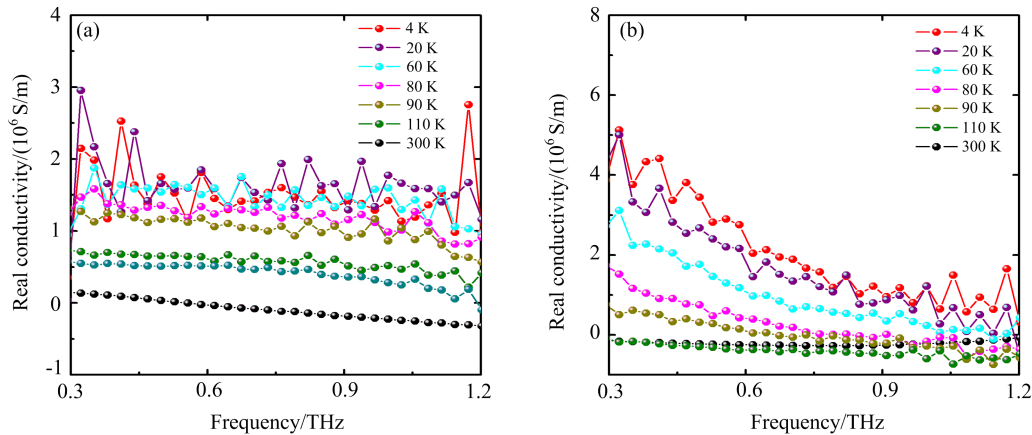 (a)
4
3
2
1
0
-1
Real conductivity/(10⁶ S/m)
4 K
20 K
60 K
80 K
90 K
110 K
300 K
0.3
0.6
0.9
1.2
Frequency/THz
(b)
8
6
4
2
0
Real conductivity/(10⁶ S/m)
4 K
20 K
60 K
80 K
90 K
110 K
300 K
0.3
0.6
0.9
1.2
Frequency/THz